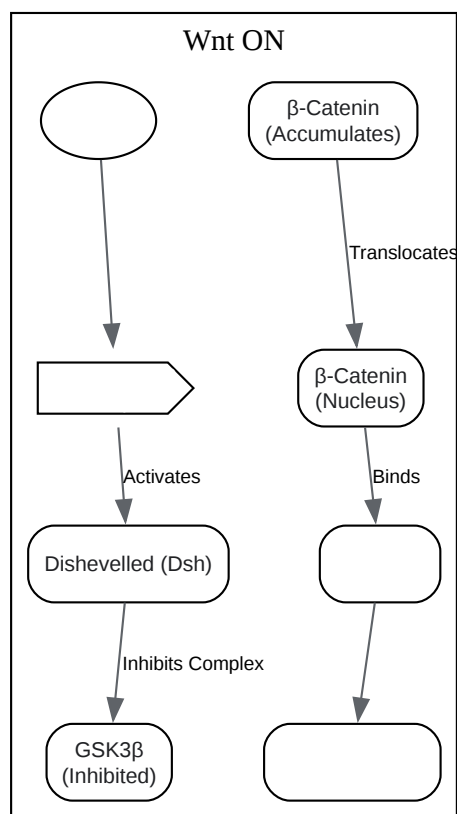 Wnt ON
β-Catenin
(Accumulates)
Translocates
β-Catenin
(Nucleus)
Activates
Binds
Dishevelled (Dsh)
Inhibits Complex
GSK3β
(Inhibited)